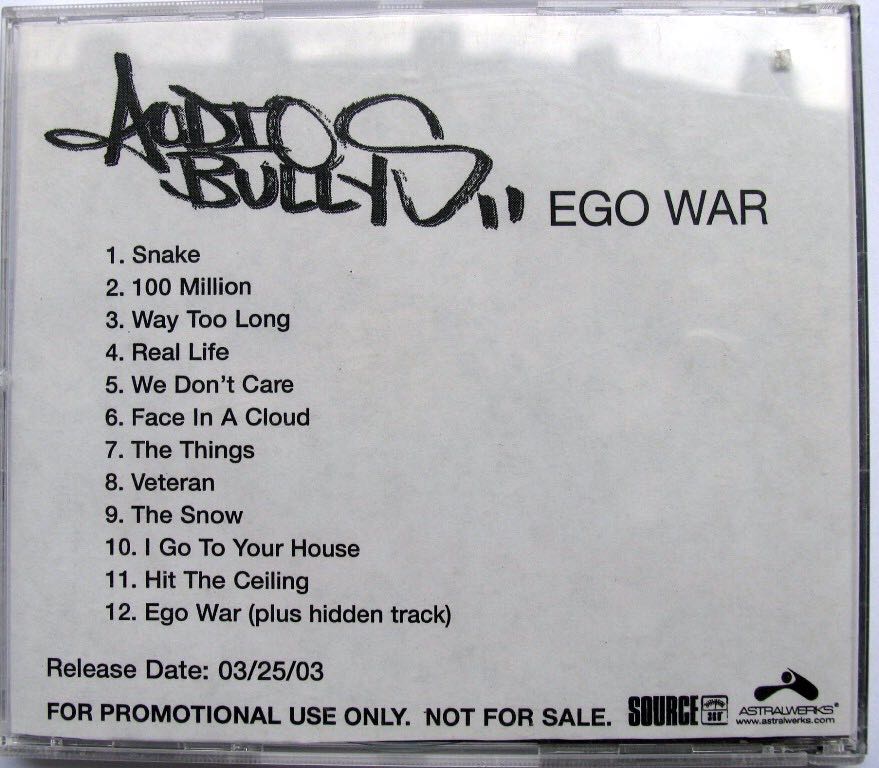 AUDIO
BULLYS
EGO WAR
1. Snake
2. 100 Million
3. Way Too Long
4. Real Life
5. We Don't Care
6. Face In A Cloud
7. The Things
8. Veteran
9. The Snow
10. I Go To Your House
11. Hit The Ceiling
12. Ego War (plus hidden track)
Release Date: 03/25/03
FOR PROMOTIONAL USE ONLY. NOT FOR SALE.
SOURCE
ASTRALWERKS®
www.astralwerks.com